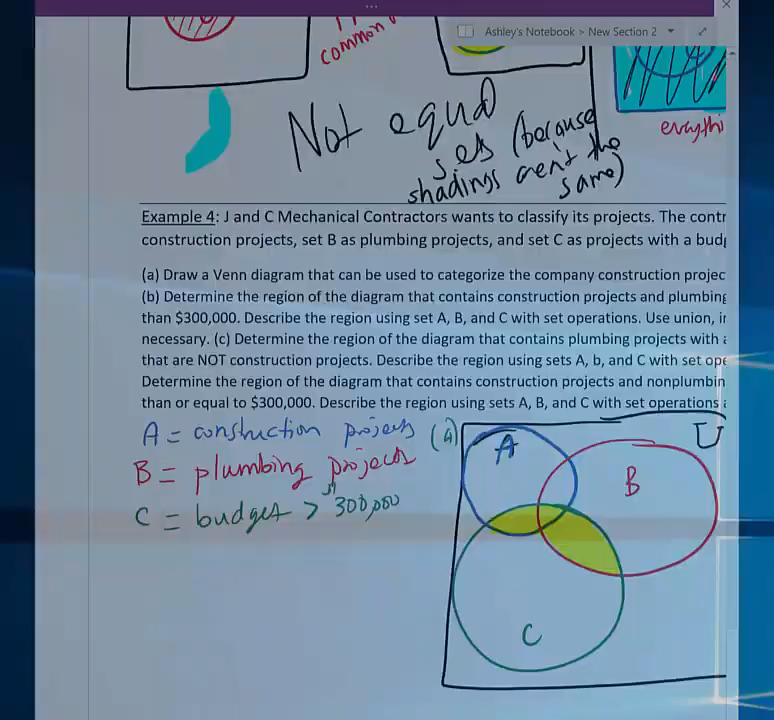 common
Ashley's Notebook > New Section 2
Not equal
sets (because
shadings aren't the
same)
everythi
Example 4: J and C Mechanical Contractors wants to classify its projects. The contr
construction projects, set B as plumbing projects, and set C as projects with a budg
(a) Draw a Venn diagram that can be used to categorize the company construction projec
(b) Determine the region of the diagram that contains construction projects and plumbing
than $300,000. Describe the region using set A, B, and C with set operations. Use union, in
necessary. (c) Determine the region of the diagram that contains plumbing projects with a
that are NOT construction projects. Describe the region using sets A, b, and C with set ope
Determine the region of the diagram that contains construction projects and nonplumbin
than or equal to $300,000. Describe the region using sets A, B, and C with set operations a
A = construction projects (a)
B = plumbing projects
C = budget > $300,000
U
A
B
C